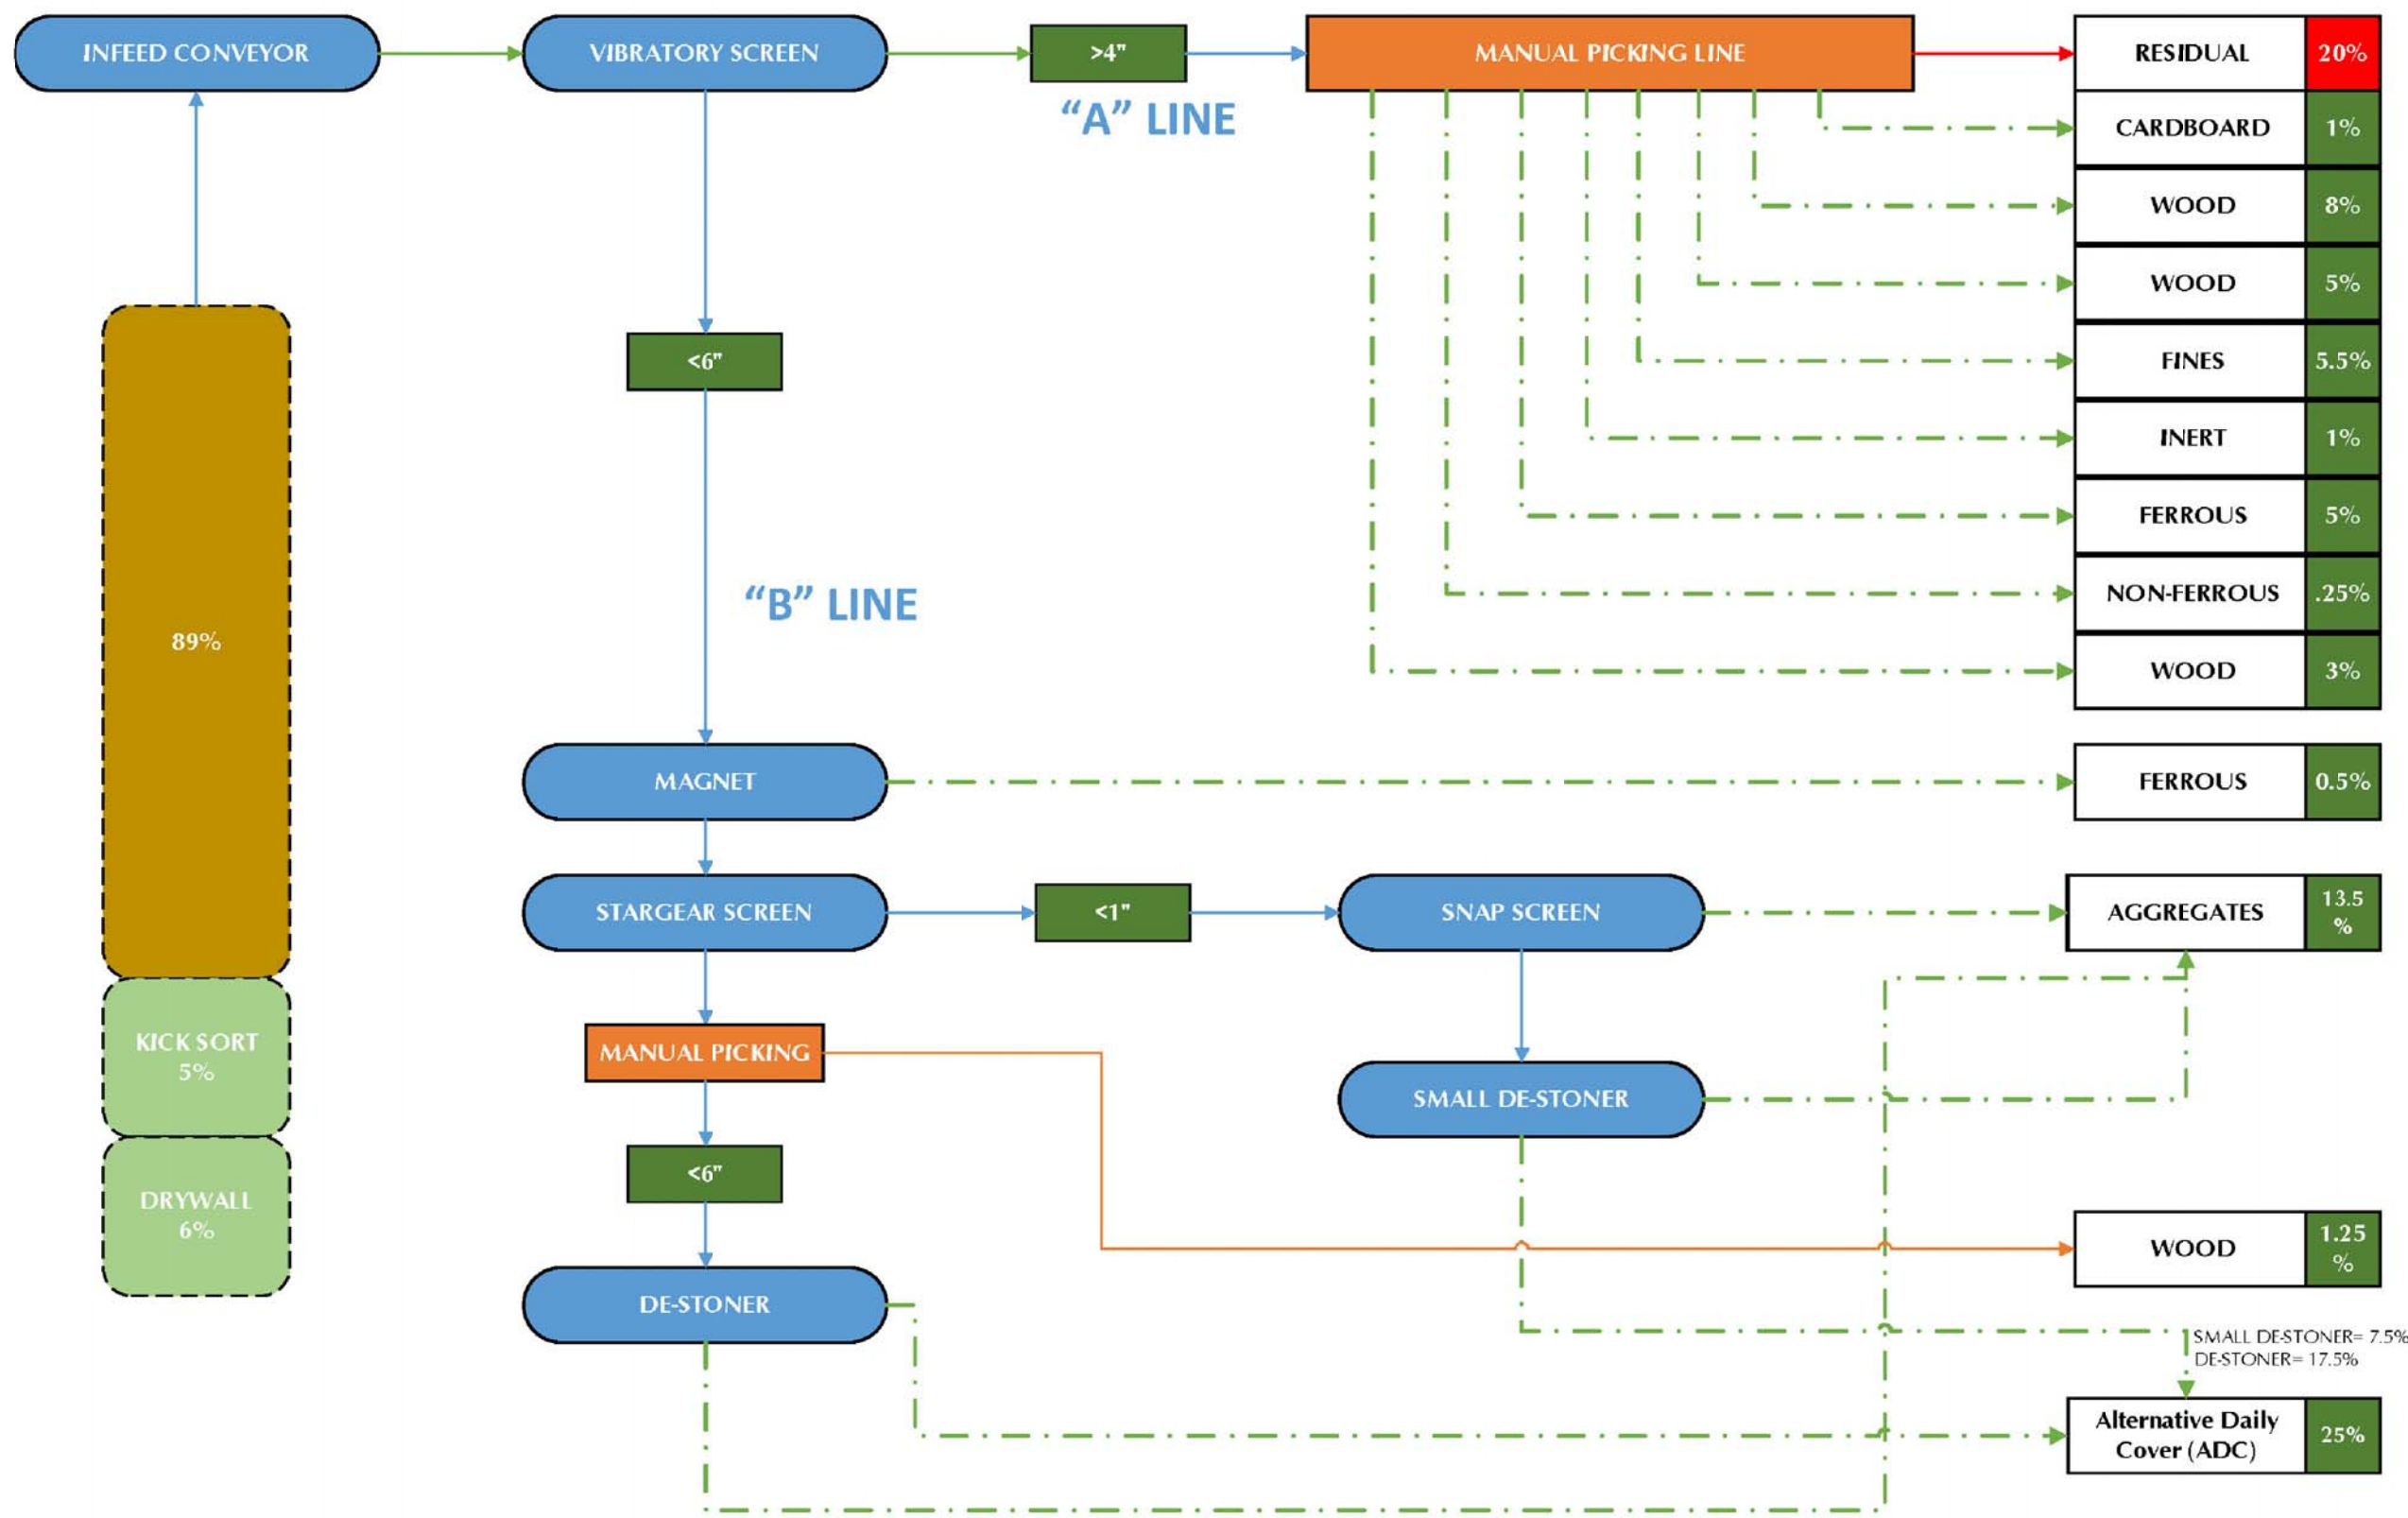 INFEED CONVEYOR
VIBRATORY SCREEN
>4"
MANUAL PICKING LINE
RESIDUAL 20%
"A" LINE
CARDBOARD 1%
WOOD 8%
WOOD 5%
<6"
FINES 5.5%
INERT 1%
FERROUS 5%
"B" LINE
NON-FERROUS .25%
89%
WOOD 3%
MAGNET
FERROUS 0.5%
STARGEAR SCREEN
<1"
SNAP SCREEN
AGGREGATES
13.5
%
KICK SORT
5%
MANUAL PICKING
SMALL DE-STONER
<6"
DRYWALL
6%
WOOD
1.25
%
DE-STONER
SMALL DE-STONER= 7.5%
DE-STONER= 17.5%
Alternative Daily
Cover (ADC)
25%